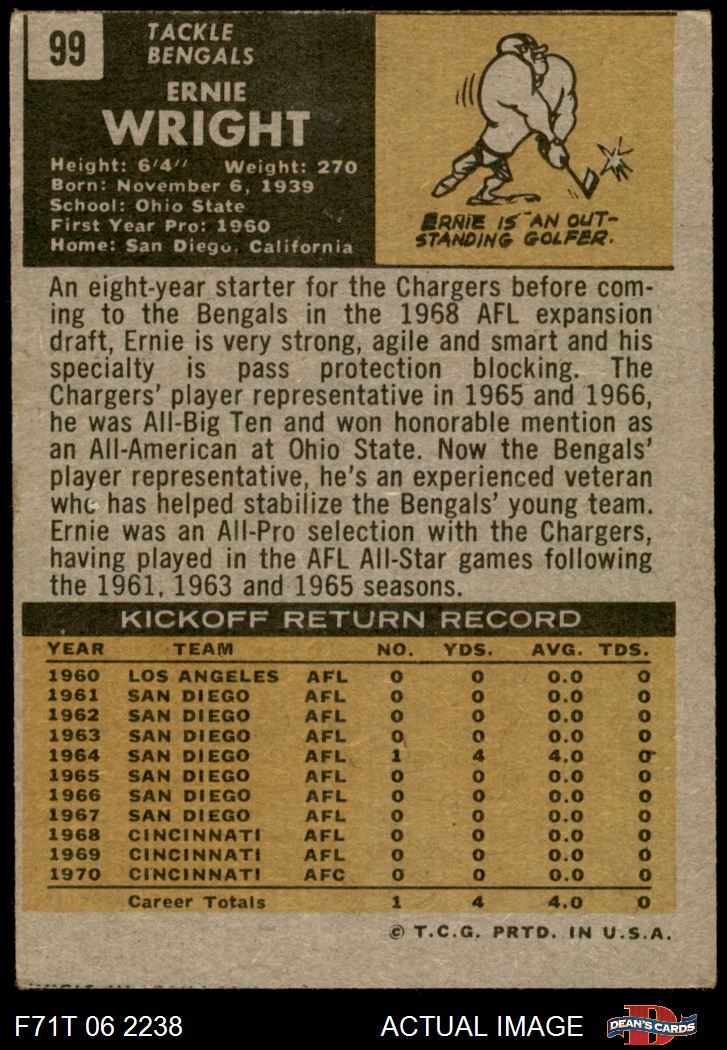 99
TACKLE
BENGALS
ERNIE
WRIGHT
Height: 6'4" Weight: 270
Born: November 6, 1939
School: Ohio State
First Year Pro: 1960
Home: San Diego, California
ERNIE IS AN OUT-
STANDING GOLFER.
An eight-year starter for the Chargers before com-
ing to the Bengals in the 1968 AFL expansion
draft, Ernie is very strong, agile and smart and his
specialty is pass protection blocking. The
Chargers' player representative in 1965 and 1966,
he was All-Big Ten and won honorable mention as
an All-American at Ohio State. Now the Bengals'
player representative, he's an experienced veteran
who has helped stabilize the Bengals' young team.
Ernie was an All-Pro selection with the Chargers,
having played in the AFL All-Star games following
the 1961, 1963 and 1965 seasons.
KICKOFF RETURN RECORD
YEAR TEAM NO. YDS. AVG. TDS.
1960 LOS ANGELES AFL 0 0 0.0 0
1961 SAN DIEGO AFL 0 0 0.0 0
1962 SAN DIEGO AFL 0 0 0.0 0
1963 SAN DIEGO AFL 0 0 0.0 0
1964 SAN DIEGO AFL 1 4 4.0 0
1965 SAN DIEGO AFL 0 0 0.0 0
1966 SAN DIEGO AFL 0 0 0.0 0
1967 SAN DIEGO AFL 0 0 0.0 0
1968 CINCINNATI AFL 0 0 0.0 0
1969 CINCINNATI AFL 0 0 0.0 0
1970 CINCINNATI AFC 0 0 0.0 0
Career Totals 1 4 4.0 0
© T.C.G. PRTD. IN U.S.A.
F71T 06 2238 ACTUAL IMAGE D DEAN'S CARDS